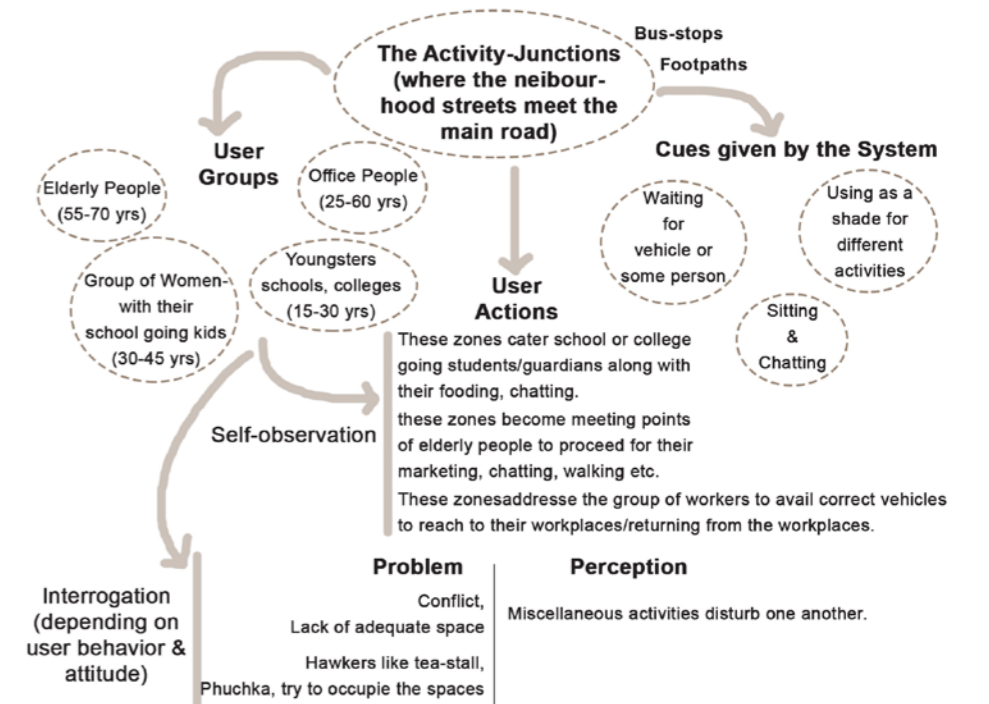 The Activity-Junctions
(where the neibour-
hood streets meet the
main road)
Bus-stops
Footpaths
User
Groups
Elderly People
(55-70 yrs)
Office People
(25-60 yrs)
Group of Women-
with their
school going kids
(30-45 yrs)
Youngsters
schools, colleges
(15-30 yrs)
Cues given by the System
Waiting
for
vehicle or
some person
Using as a
shade for
different
activities
Sitting
&
Chatting
User
Actions
Self-observation
These zones cater school or college
going students/guardians along with
their fooding, chatting.
these zones become meeting points
of elderly people to proceed for their
marketing, chatting, walking etc.
These zonesaddresse the group of workers to avail correct vehicles
to reach to their workplaces/returning from the workplaces.
Interrogation
(depending on
user behavior &
attitude)
Problem
Conflict,
Lack of adequate space
Hawkers like tea-stall,
Phuchka, try to occupie the spaces
Perception
Miscellaneous activities disturb one another.